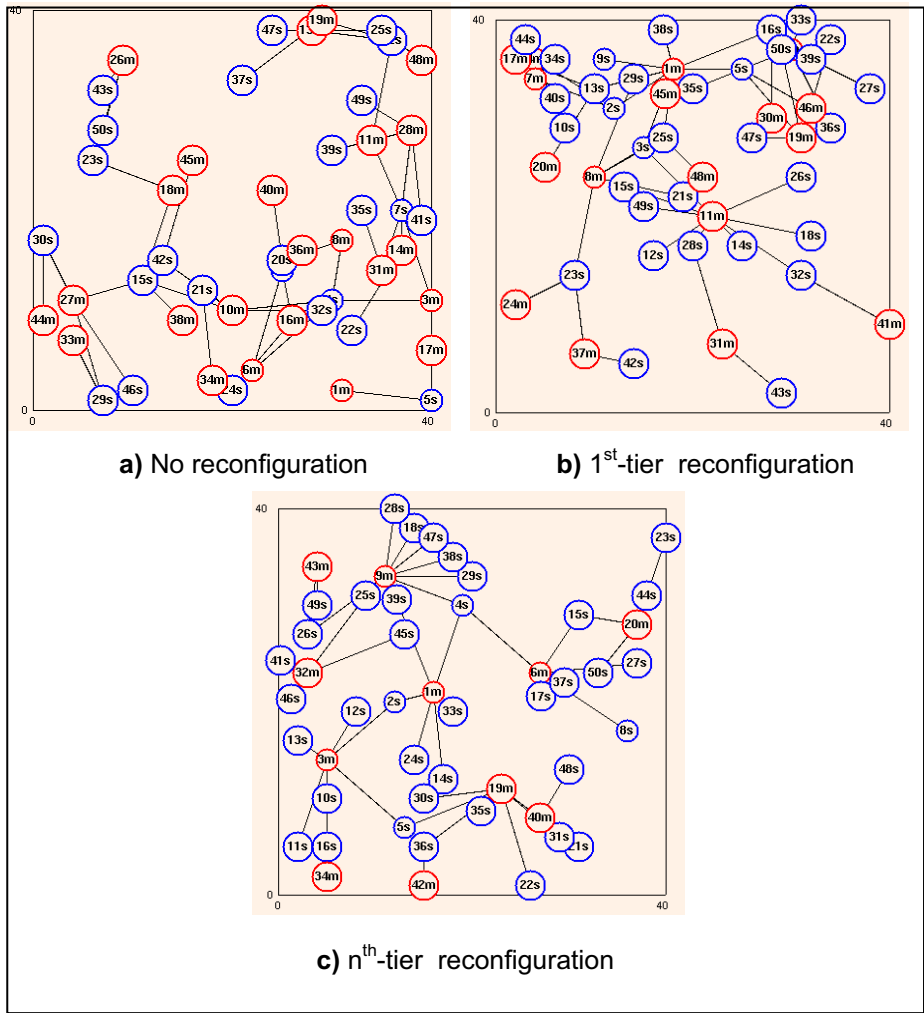 40
19m
47s
13
25s
2s
26m
48m
37s
43s
49s
28m
50s
11m
39s
23s
45m
18m
40m
35s
7s
41s
30s
36m
8m
14m
42s
20s
31m
15s
21s
27m
3m
10m
32s
44m
38m
16m
22s
33m
17m
6m
34m
24s
46s
1m
29s
5s
0
0
40
a) No reconfiguration
40
33s
38s
16s
44s
22s
50s
17m
34s
9s
39s
1m
5s
7m
29s
13s
35s
27s
40s
45m
2s
46m
30m
10s
36s
25s
47s
19m
3s
20m
8m
48m
26s
15s
21s
49s
11m
18s
12s
28s
14s
23s
32s
24m
41m
31m
37m
42s
43s
0
0
40
b) 1st-tier reconfiguration
40
28s
18s
47s
23s
38s
43m
9m
29s
25s
39s
44s
49s
4s
15s
20m
26s
45s
41s
32m
6m
50s
27s
37s
46s
2s
1m
17s
12s
33s
8s
13s
3m
24s
48s
14s
10s
30s
19m
35s
40m
5s
31s
11s
16s
36s
21s
34m
42m
22s
0
0
40
c) nth-tier reconfiguration